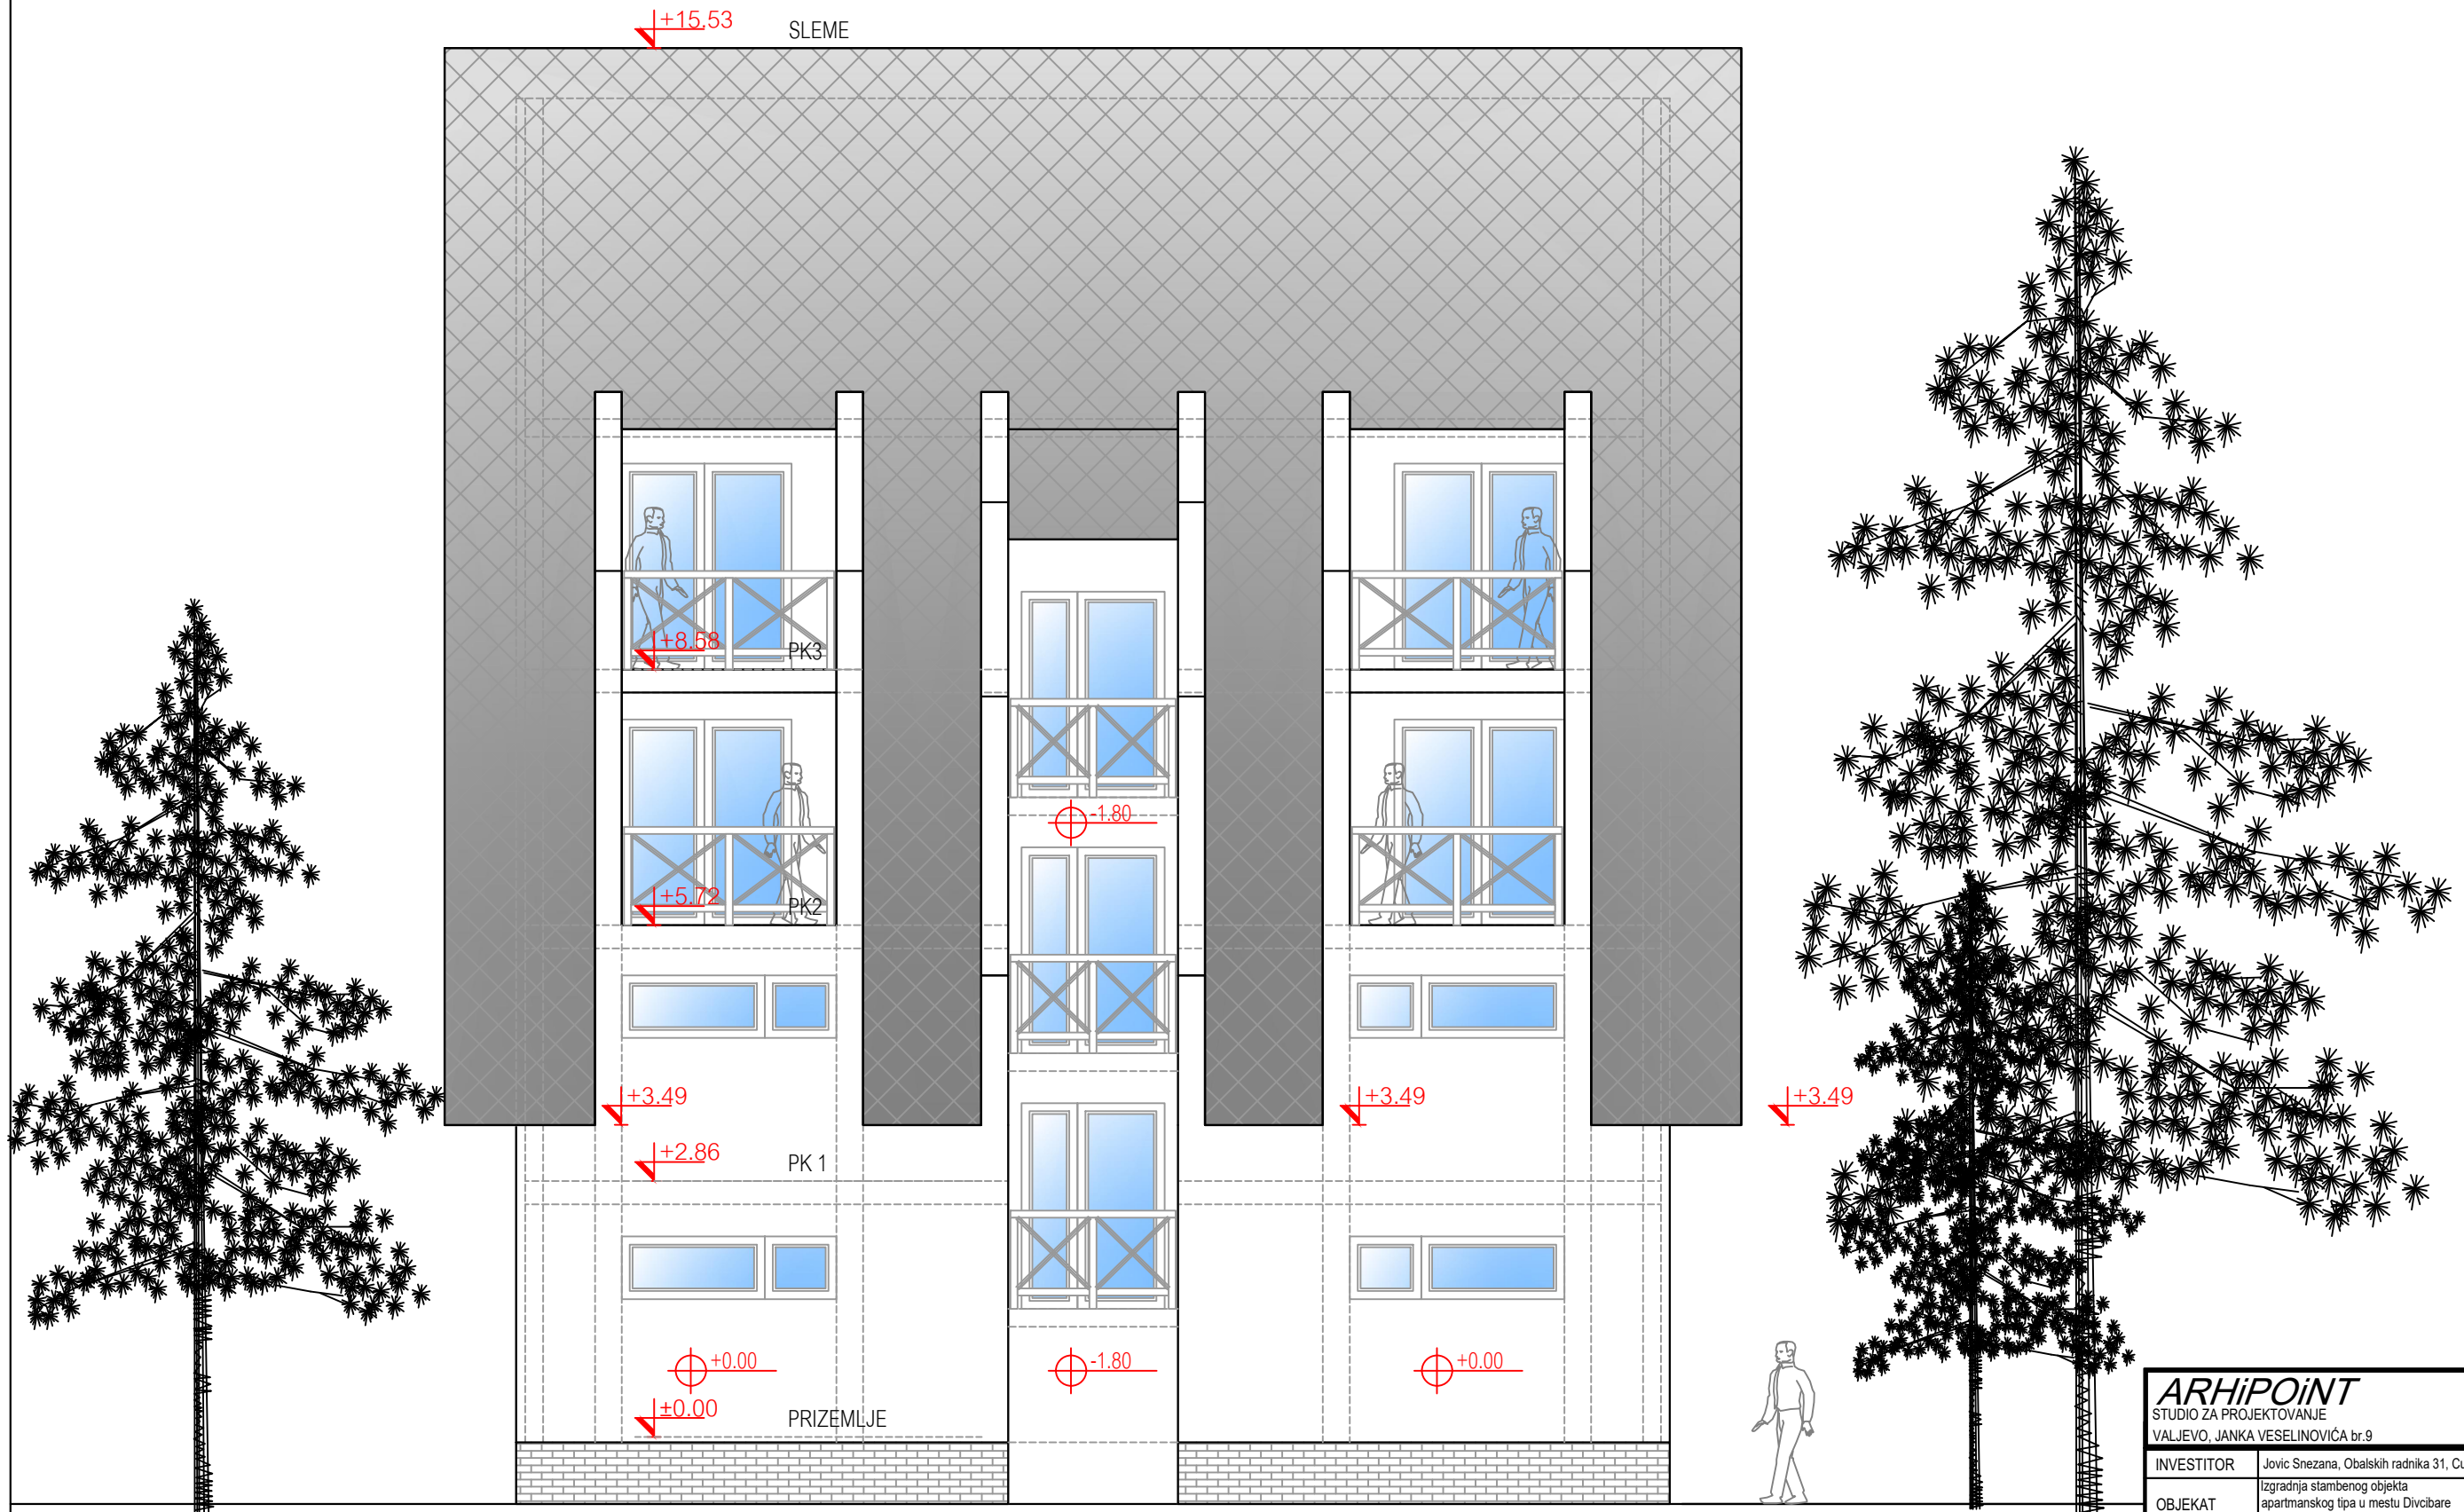 +15.53
SLEME
+8.58
PK3
-1.80
+5.72
PK2
+3.49
+3.49
+3.49
+2.86
PK 1
+0.00
-1.80
+0.00
±0.00
PRIZEMLJE
ARHiPOiNT
STUDIO ZA PROJEKTOVANJE
VALJEVO, JANKA VESELINOVIĆA br.9
INVESTITOR
Jovic Snezana, Obalskih radnika 31,
OBJEKAT
Izgradnja stambenog objekta
apartmanskog tipa u mestu Divcibare